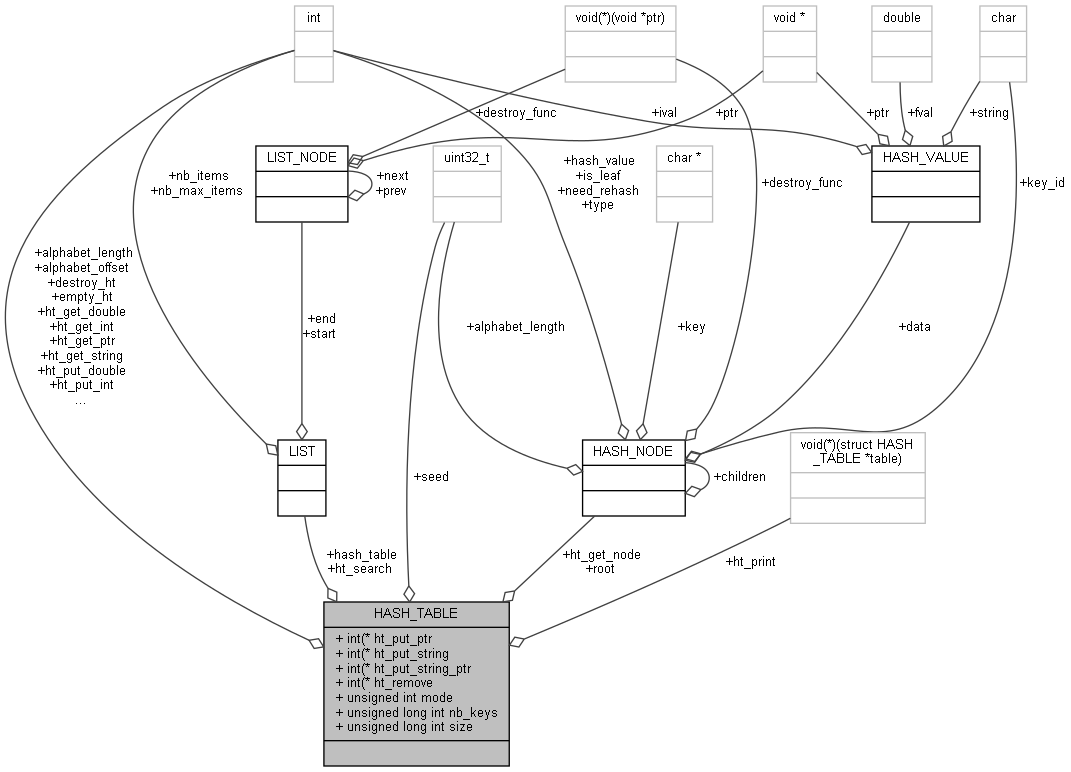 int
void(*)(void *ptr)
void *
double
char
+destroy_func
+ival
+ptr
+ptr
+fval
+string
LIST_NODE
uint32_t
char *
HASH_VALUE
+nb_items
+nb_max_items
+next
+prev
+hash_value
+is_leaf
+need_rehash
+type
+destroy_func
+key_id
+alphabet_length
+alphabet_offset
+destroy_ht
+empty_ht
+ht_get_double
+ht_get_int
+ht_get_ptr
+ht_get_string
+ht_put_double
+ht_put_int
...
+end
+start
+alphabet_length
+key
+data
LIST
HASH_NODE
void(*)(struct HASH
_TABLE *table)
+seed
+children
+hash_table
+ht_search
+ht_get_node
+root
+ht_print
HASH_TABLE
+ int(* ht_put_ptr
+ int(* ht_put_string
+ int(* ht_put_string_ptr
+ int(* ht_remove
+ unsigned int mode
+ unsigned long int nb_keys
+ unsigned long int size